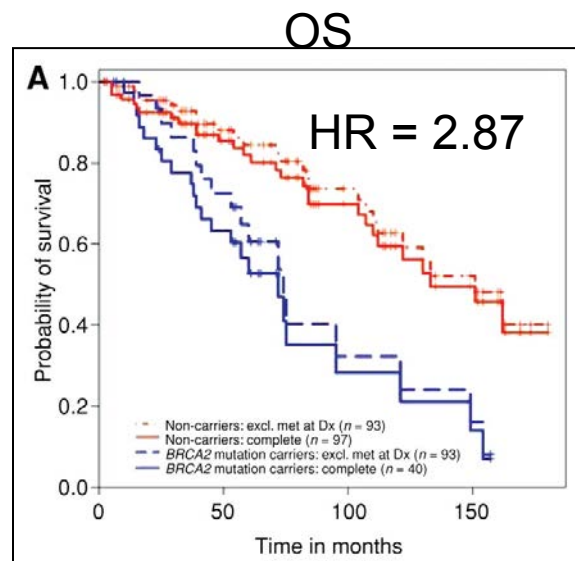 OS
A
HR = 2.87
Probability of survival
1.0
0.8
0.6
0.4
0.2
0.0
Non-carriers: excl. met at Dx (n = 93)
Non-carriers: complete (n = 97)
BRCA2 mutation carriers: excl. met at Dx (n = 93)
BRCA2 mutation carriers: complete (n = 40)
0 50 100 150
Time in months